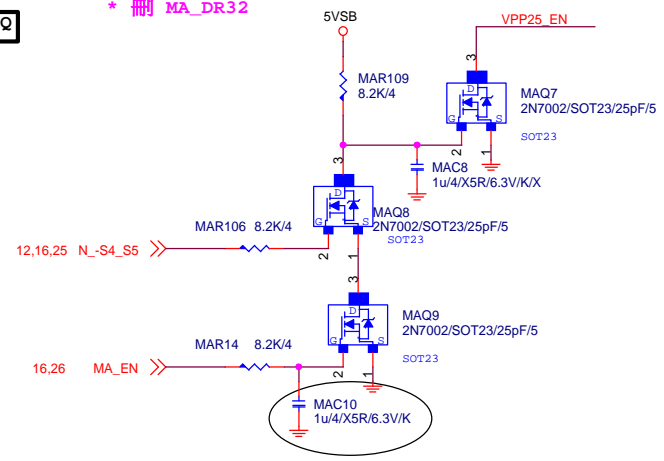 * 刪 MA_DR32
Q
5VSB
VPP25_EN
MAR109
8.2K/4
3
D
G
S
MAQ7
2N7002/SOT23/25pF/5
SOT23
2
1
MAC8
1u/4/X5R/6.3V/K/X
3
D
G
S
MAQ8
2N7002/SOT23/25pF/5
SOT23
MAR106 8.2K/4
12,16,25 N_-S4_S5
2
1
3
D
G
S
MAQ9
2N7002/SOT23/25pF/5
SOT23
MAR14 8.2K/4
16,26 MA_EN
2
1
MAC10
1u/4/X5R/6.3V/K